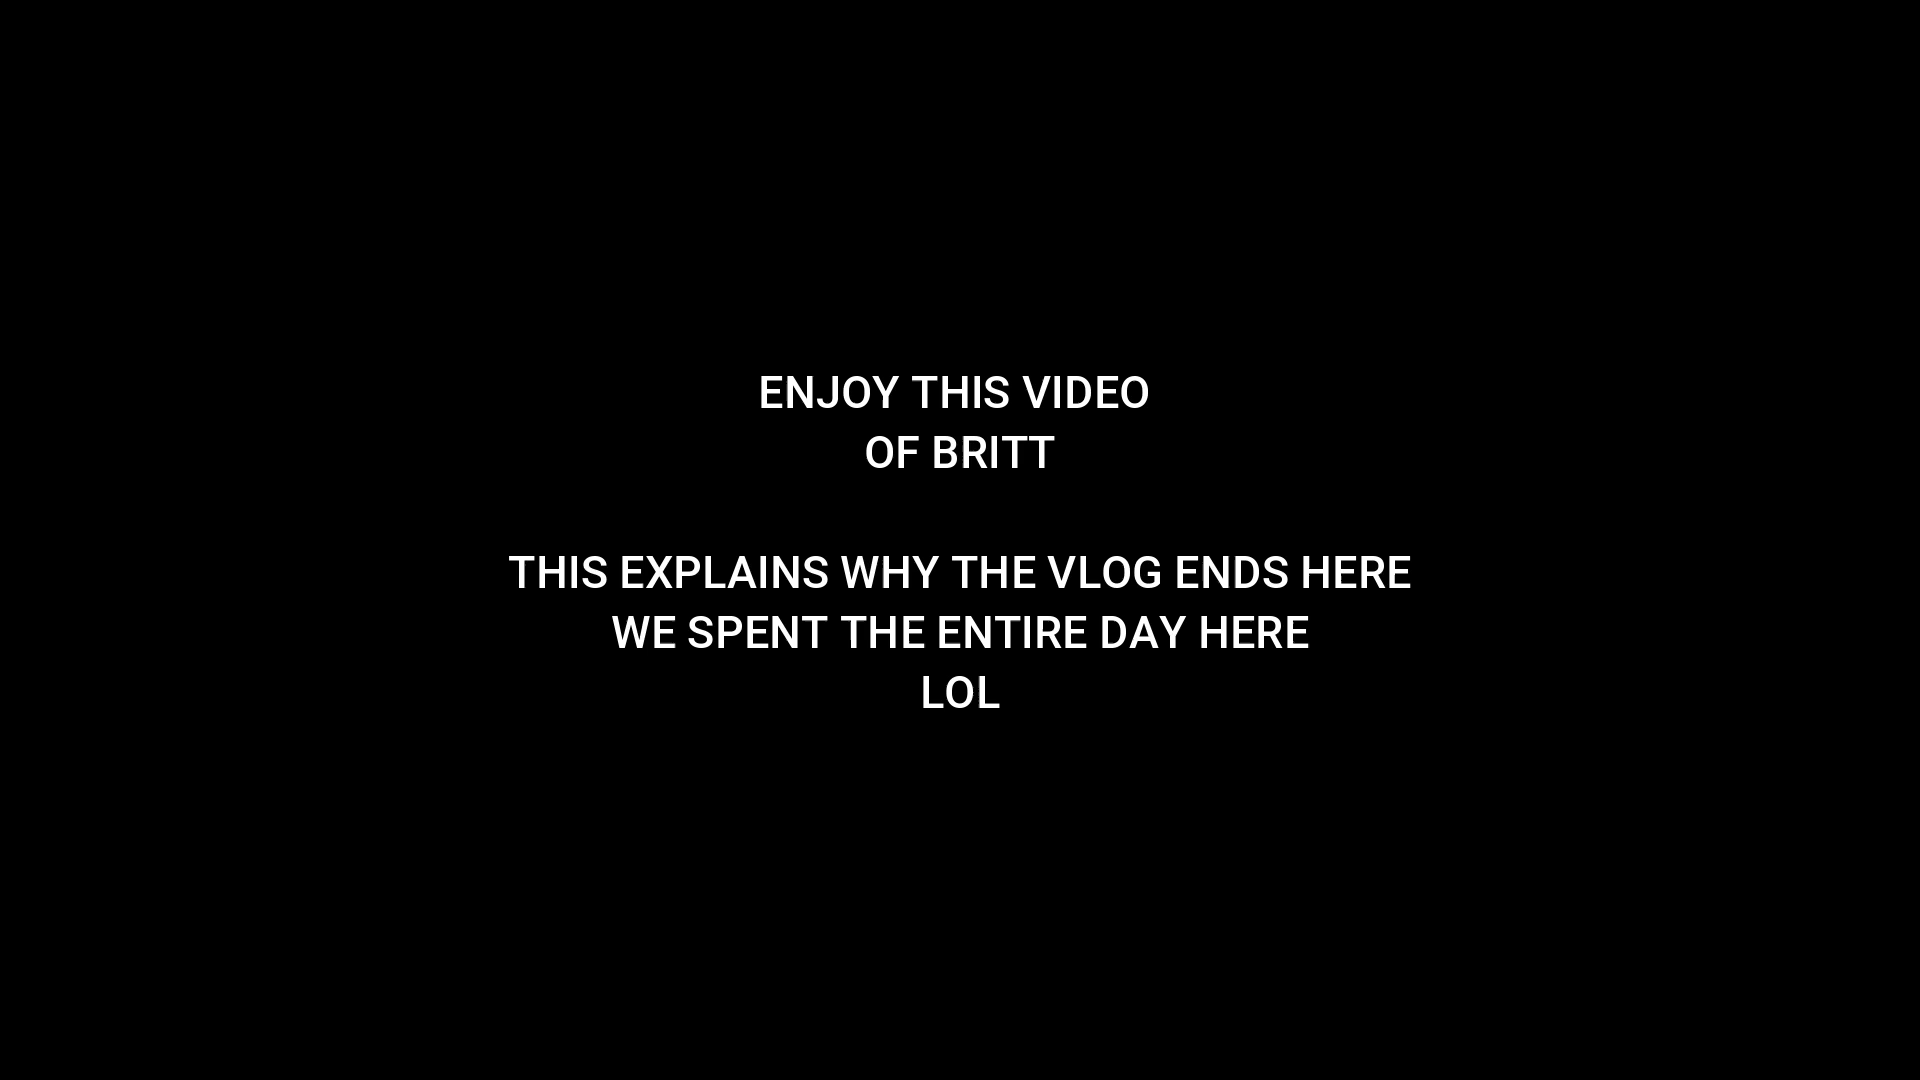 ENJOY THIS VIDEO
OF BRITT
THIS EXPLAINS WHY THE VLOG ENDS HERE
WE SPENT THE ENTIRE DAY HERE
LOL